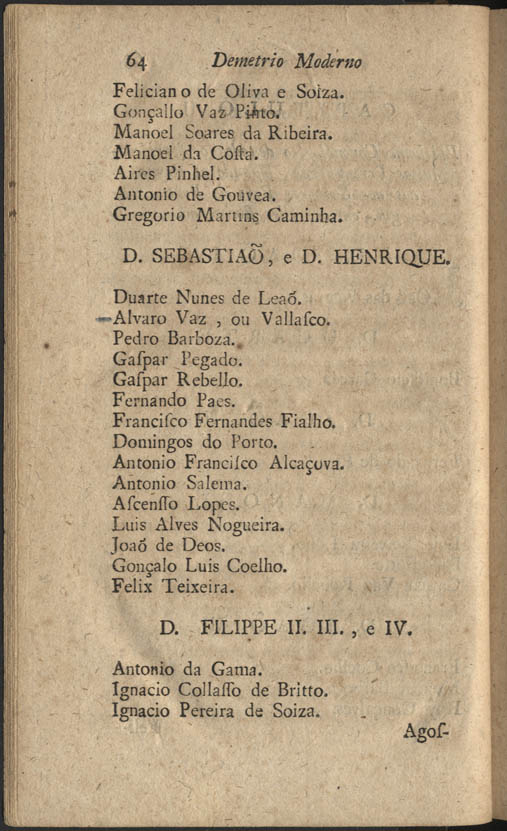 64 Demetrio Moderno
Feliciano de Oliva e Soiza.
Gonçallo Vaz Pinto.
Manoel Soares da Ribeira.
Manoel da Coſta.
Aires Pinhel.
Antonio de Gouvea.
Gregorio Martins Caminha.
D. SEBASTIAÕ, e D. HENRIQUE.
Duarte Nunes de Leaõ.
Alvaro Vaz , ou Vallaſco.
Pedro Barboza.
Gaſpar Pegado.
Gaſpar Rebello.
Fernando Paes.
Franciſco Fernandes Fialho.
Domingos do Porto.
Antonio Franciſco Alcaçova.
Antonio Salema.
Aſcenſſo Lopes.
Luis Alves Nogueira.
Joaõ de Deos.
Gonçalo Luis Coelho.
Felix Teixeira.
D. FILIPPE II. III. , e IV.
Antonio da Gama.
Ignacio Collaſſo de Britto.
Ignacio Pereira de Soiza.
Agoſ-